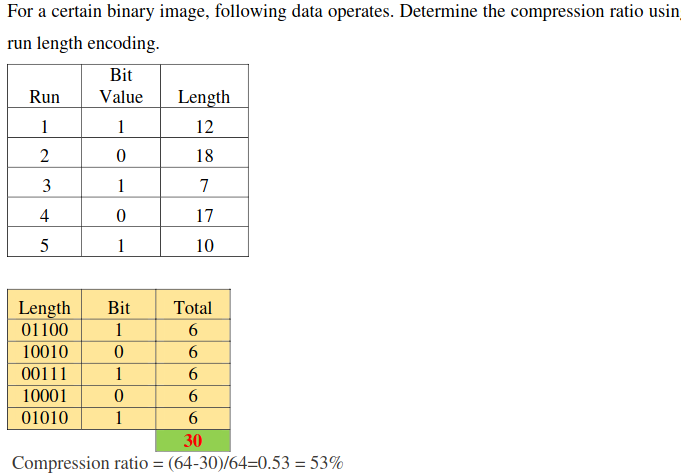 For a certain binary image, following data operates. Determine the compression ratio usin
run length encoding.
Bit
Run Value Length
1 1 12
2 0 18
3 1 7
4 0 17
5 1 10
Length Bit Total
01100 1 6
10010 0 6
00111 1 6
10001 0 6
01010 1 6
30
Compression ratio = (64-30)/64=0.53 = 53%